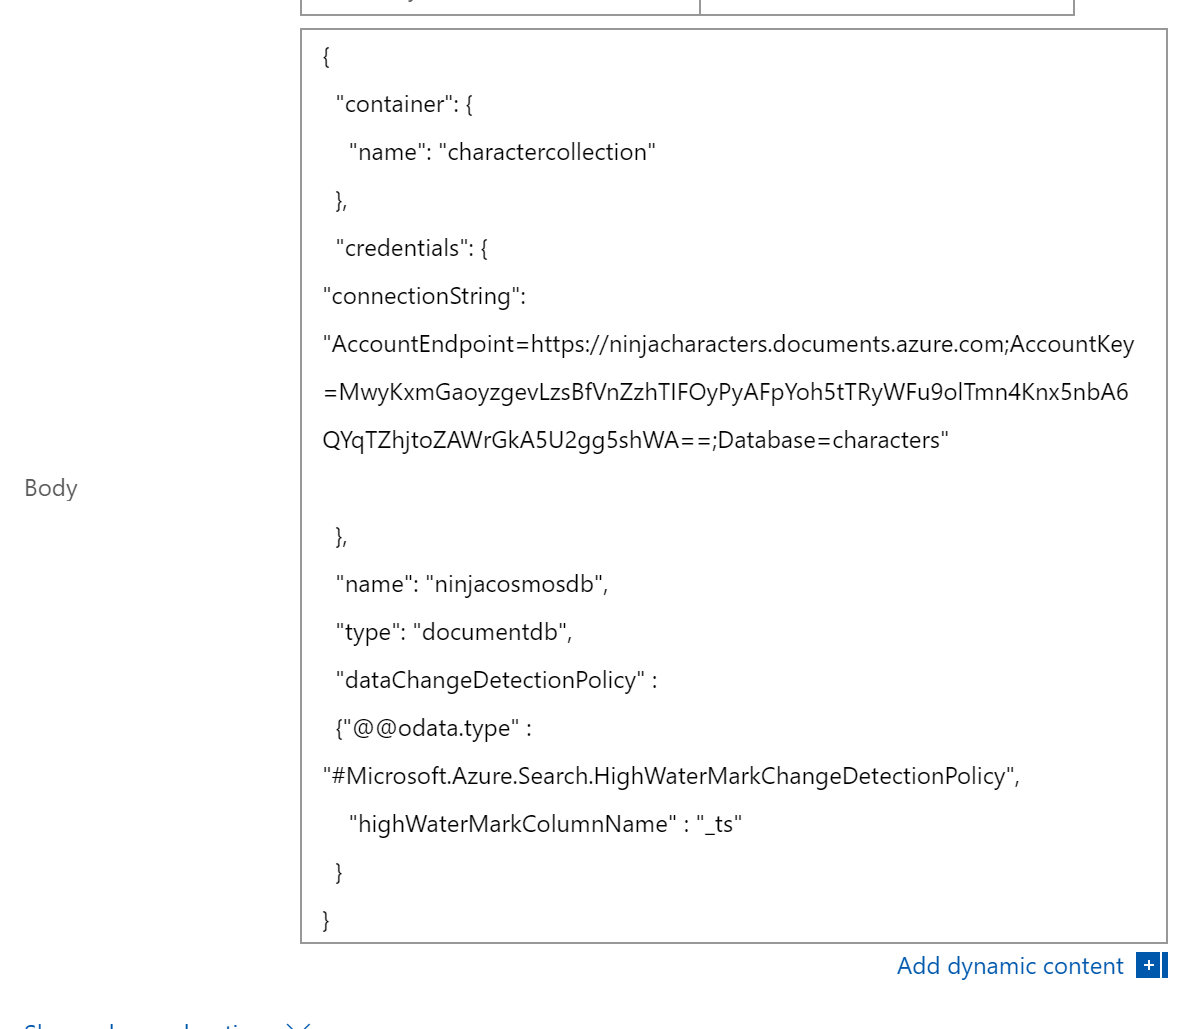 {
"container": {
"name": "charactercollection"
},
"credentials": {
"connectionString":
"AccountEndpoint=https://ninjacharacters.documents.azure.com;AccountKey
=MwyKxmGaoyzgevLzsBfVnZzhTIFOyPyAFpYoh5tTRyWFu9olTmn4Knx5nbA6
QYqTZhjtoZAWrGkA5U2gg5shWA==;Database=characters"
Body
},
"name": "ninjacosmosdb",
"type": "documentdb",
"dataChangeDetectionPolicy" :
{"@@odata.type" :
"#Microsoft.Azure.Search.HighWaterMarkChangeDetectionPolicy",
"highWaterMarkColumnName" : "_ts"
}
}
Add dynamic content